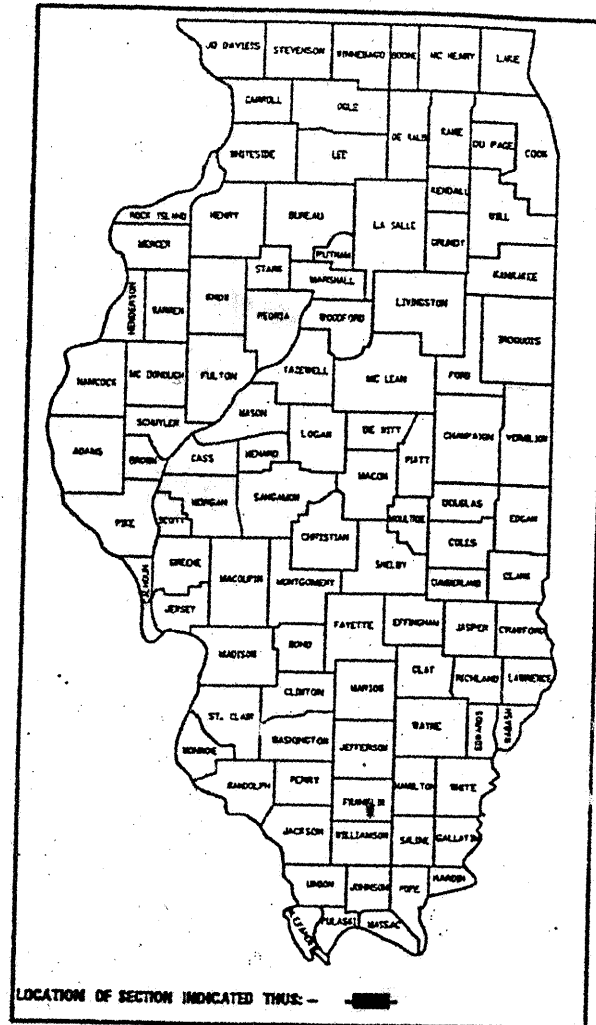 JO DAVIESS STEVENSON WINNEBAGO BOONE MC HENRY LAKE
CARROLL OGLE
DE KALB KANE DU PAGE COOK
WHITESIDE LEE
KENDALL
ROCK ISLAND HENRY BUREAU LA SALLE WILL
MERCER PUTNAM GRUNDY
STARK MARSHALL KANKAKEE
HENDERSON WARREN KNOX PEORIA WOODFORD LIVINGSTON IROQUOIS
HANCOCK MC DONOUGH FULTON TAZEWELL MC LEAN FORD
MASON
SCHUYLER LOGAN DE WITT CHAMPAIGN VERMILION
ADAMS BROWN CASS MENARD PIATT
MACON
PIKE SCOTT MORGAN SANGAMON MOULTRIE DOUGLAS EDGAR
CHRISTIAN COLES
GREENE SHELBY
CALHOUN MACOUPIN MONTGOMERY CUMBERLAND CLARK
JERSEY
FAYETTE EFFINGHAM JASPER CRAWFORD
MADISON BOND
CLAY RICHLAND LAWRENCE
CLINTON MARION
ST. CLAIR WAYNE EDWARDS WABASH
MONROE WASHINGTON JEFFERSON
RANDOLPH PERRY HAMILTON WHITE
FRANKLIN
JACKSON WILLIAMSON SALINE GALLATIN
UNION JOHNSON POPE HARDIN
ALEXANDER PULASKI MASSAC
LOCATION OF SECTION INDICATED THUS: -